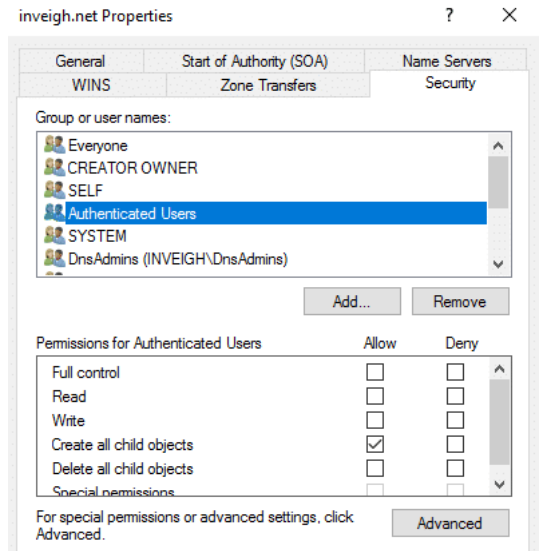 inveigh.net Properties ? ×
General Start of Authority (SOA) Name Servers
WINS Zone Transfers Security
Group or user names:
Everyone
CREATOR OWNER
SELF
Authenticated Users
SYSTEM
DnsAdmins (INVEIGH\DnsAdmins)
Add... Remove
Permissions for Authenticated Users Allow Deny
Full control
Read
Write
Create all child objects
Delete all child objects
Special permissions
For special permissions or advanced settings, click
Advanced.
Advanced